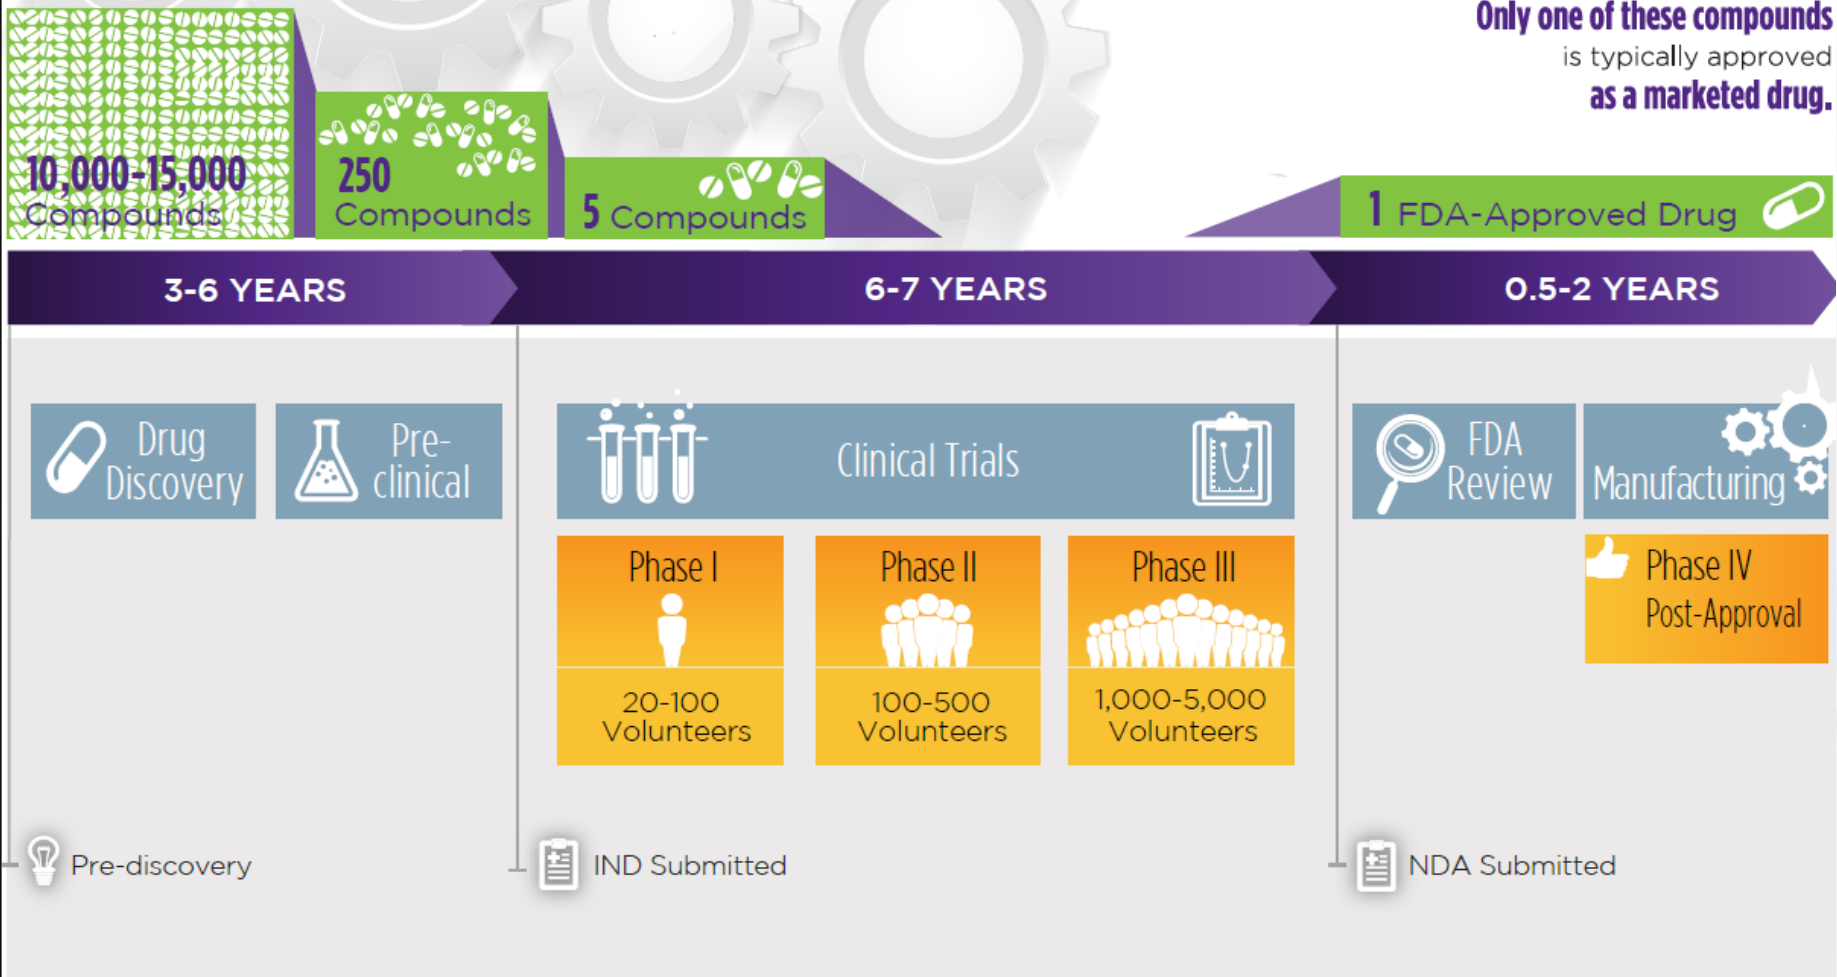 Only one of these compounds
is typically approved
as a marketed drug.
10,000-15,000
Compounds
250
Compounds
5 Compounds
1 FDA-Approved Drug
3-6 YEARS
6-7 YEARS
0.5-2 YEARS
Drug
Discovery
Pre-
clinical
Clinical Trials
FDA
Review
Manufacturing
Phase I
20-100
Volunteers
Phase II
100-500
Volunteers
Phase III
1,000-5,000
Volunteers
Phase IV
Post-Approval
Pre-discovery
IND Submitted
NDA Submitted